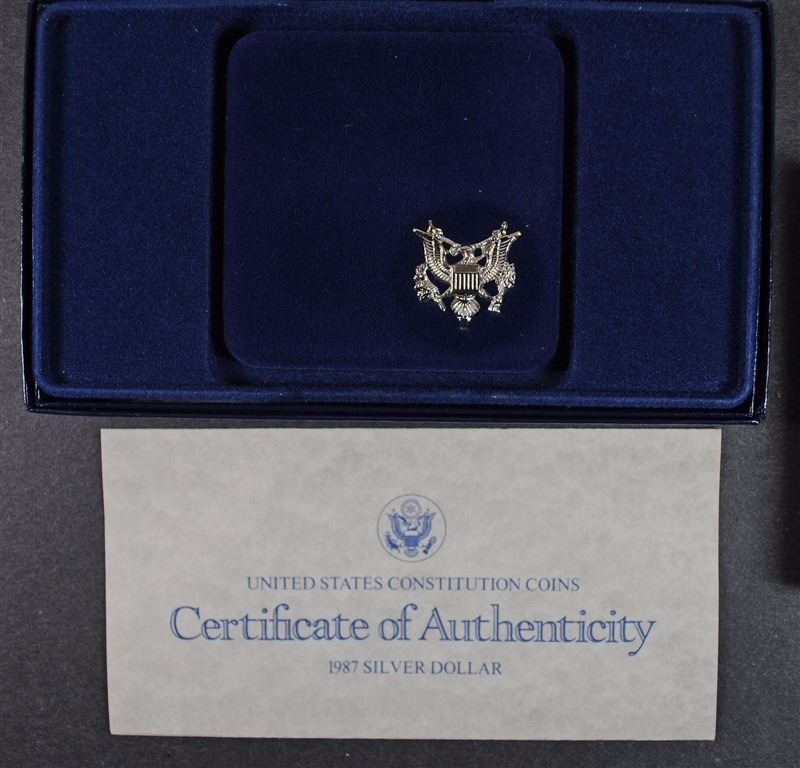 UNITED STATES CONSTITUTION COINS
Certificate of Authenticity
1987 SILVER DOLLAR